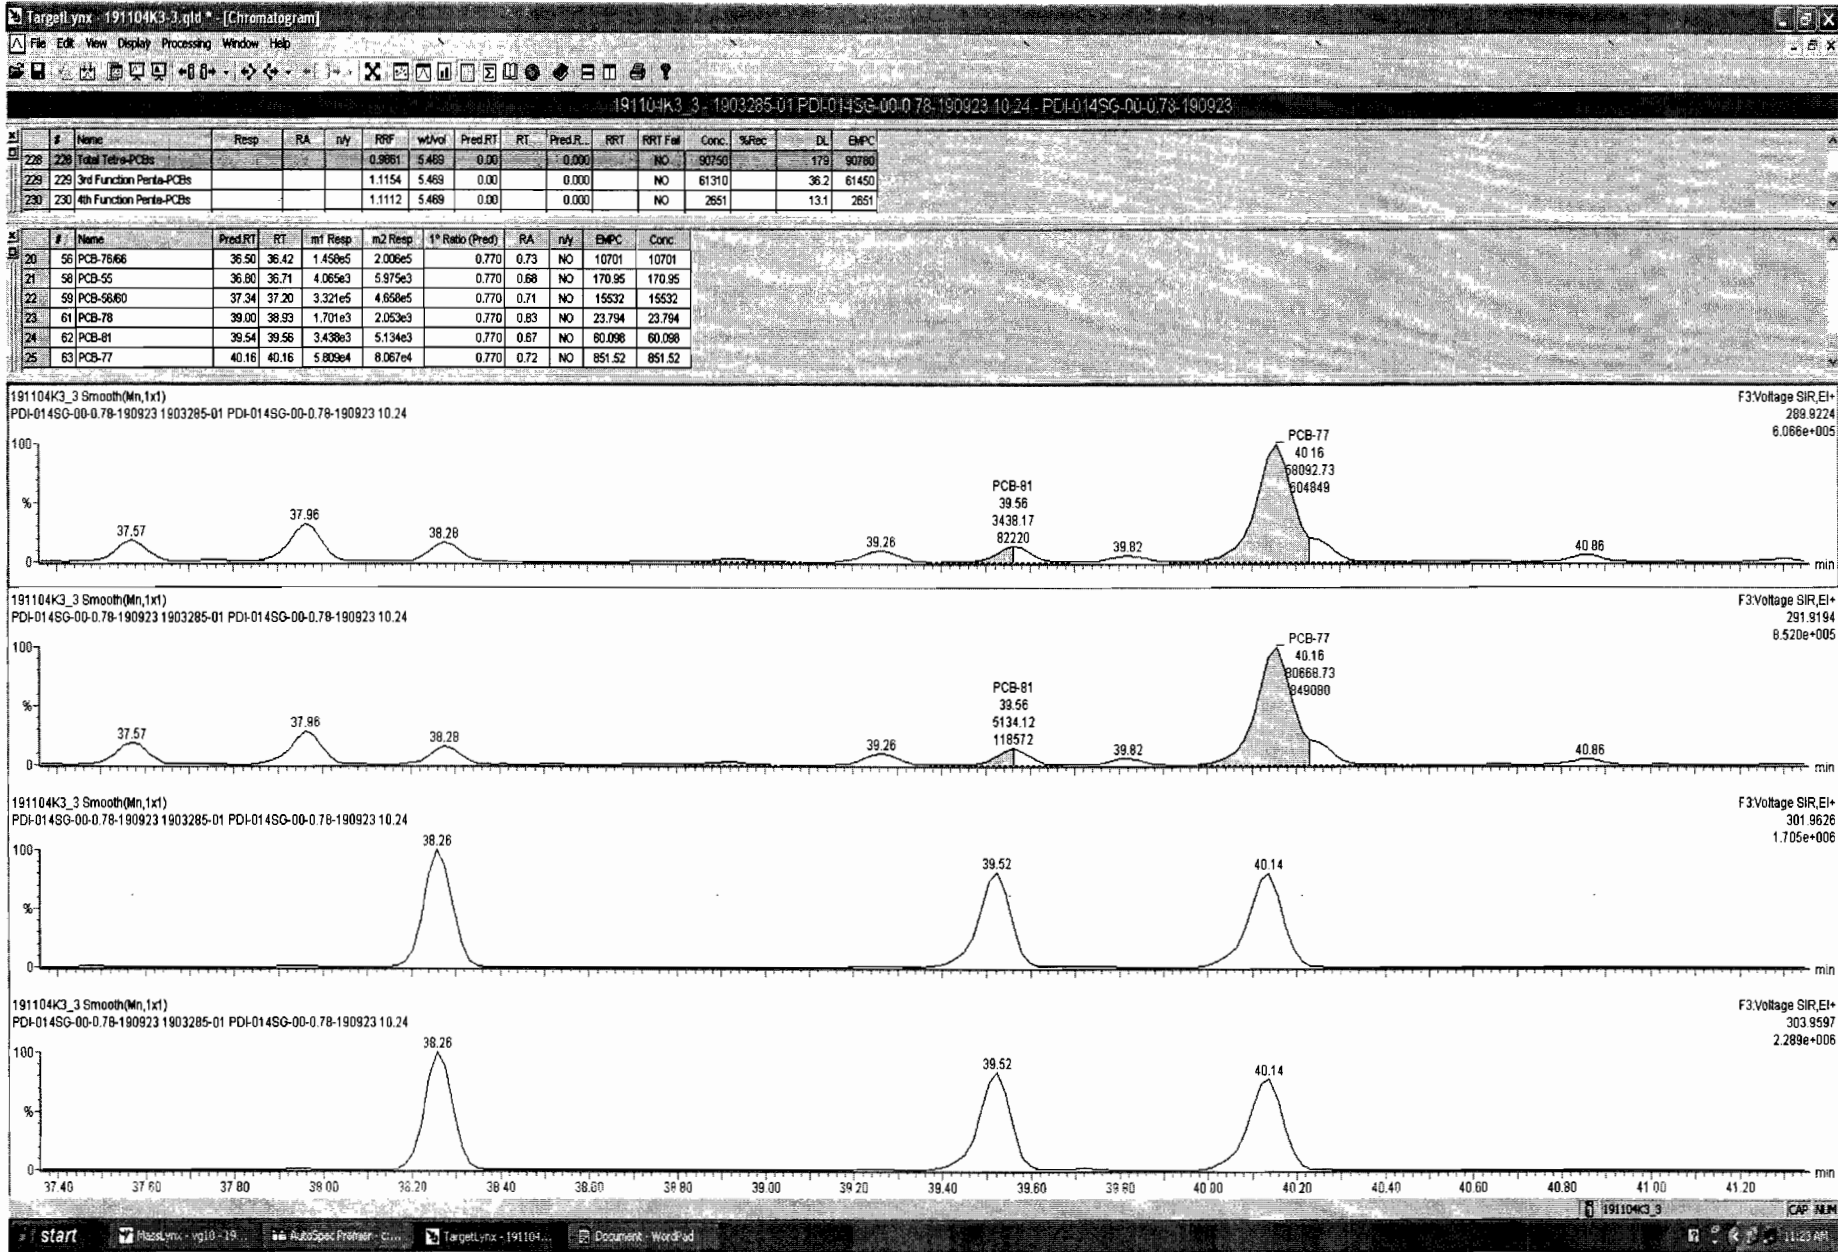 TargetLynx - 191104K3-3.qld * - [Chromatogram]
File Edit View Display Processing Window Help
191104K3_3 - 1903285-01 PDI-014SG-00-0.78-190923 10.24 - PDI-014SG-00-0.78-190923
# Name Resp RA n/y RRF wt/vol Pred.RT RT Pred.R... RRT RRT Fail Conc. %Rec DL EMPC
228 228 Total Tetra-PCBs 0.9861 5.469 0.00 0.000 NO 90750 179 90780
229 229 3rd Function Penta-PCBs 1.1154 5.469 0.00 0.000 NO 61310 36.2 61450
230 230 4th Function Penta-PCBs 1.1112 5.469 0.00 0.000 NO 2651 13.1 2651
# Name Pred.RT RT m1 Resp m2 Resp 1° Ratio (Pred) RA n/y EMPC Conc.
20 56 PCB-76/66 36.50 36.42 1.458e5 2.006e5 0.770 0.73 NO 10701 10701
21 58 PCB-55 36.80 36.71 4.065e3 5.975e3 0.770 0.68 NO 170.95 170.95
22 59 PCB-56/60 37.34 37.20 3.321e5 4.658e5 0.770 0.71 NO 15532 15532
23 61 PCB-78 39.00 38.93 1.701e3 2.053e3 0.770 0.83 NO 23.794 23.794
24 62 PCB-81 39.54 39.56 3.438e3 5.134e3 0.770 0.67 NO 60.098 60.098
25 63 PCB-77 40.16 40.16 5.809e4 8.067e4 0.770 0.72 NO 851.52 851.52
191104K3_3 Smooth(Mn,1x1)
PDI-014SG-00-0.78-190923 1903285-01 PDI-014SG-00-0.78-190923 10.24
F3:Voltage SIR,EI+
289.9224
6.066e+005
100
%
0
37.57
37.96
38.28
39.26
PCB-81
39.56
3438.17
82220
39.82
PCB-77
40.16
58092.73
604849
40.86
min
191104K3_3 Smooth(Mn,1x1)
PDI-014SG-00-0.78-190923 1903285-01 PDI-014SG-00-0.78-190923 10.24
F3:Voltage SIR,EI+
291.9194
8.520e+005
100
%
0
37.57
37.96
38.28
39.26
PCB-81
39.56
5134.12
118572
39.82
PCB-77
40.16
80668.73
849080
40.86
min
191104K3_3 Smooth(Mn,1x1)
PDI-014SG-00-0.78-190923 1903285-01 PDI-014SG-00-0.78-190923 10.24
F3:Voltage SIR,EI+
301.9626
1.705e+006
100
%
0
38.26
39.52
40.14
min
191104K3_3 Smooth(Mn,1x1)
PDI-014SG-00-0.78-190923 1903285-01 PDI-014SG-00-0.78-190923 10.24
F3:Voltage SIR,EI+
303.9597
2.289e+006
100
%
0
38.26
39.52
40.14
min
37.40 37.60 37.80 38.00 38.20 38.40 38.60 38.80 39.00 39.20 39.40 39.60 39.80 40.00 40.20 40.40 40.60 40.80 41.00 41.20
191104K3_3 CAP NUM
start MassLynx - vg10 - 19... AutoSpec Premier - c:... TargetLynx - 191104... Document - WordPad 11:23 AM